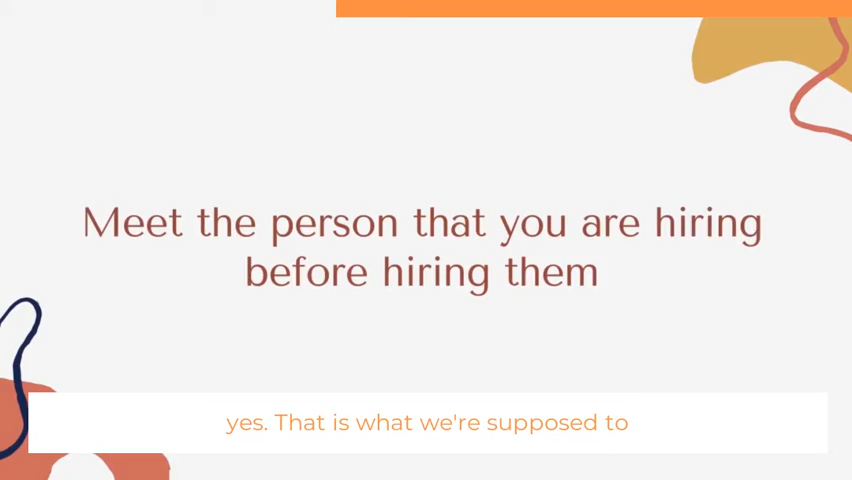 Meet the person that you are hiring
before hiring them
yes. That is what we're supposed to